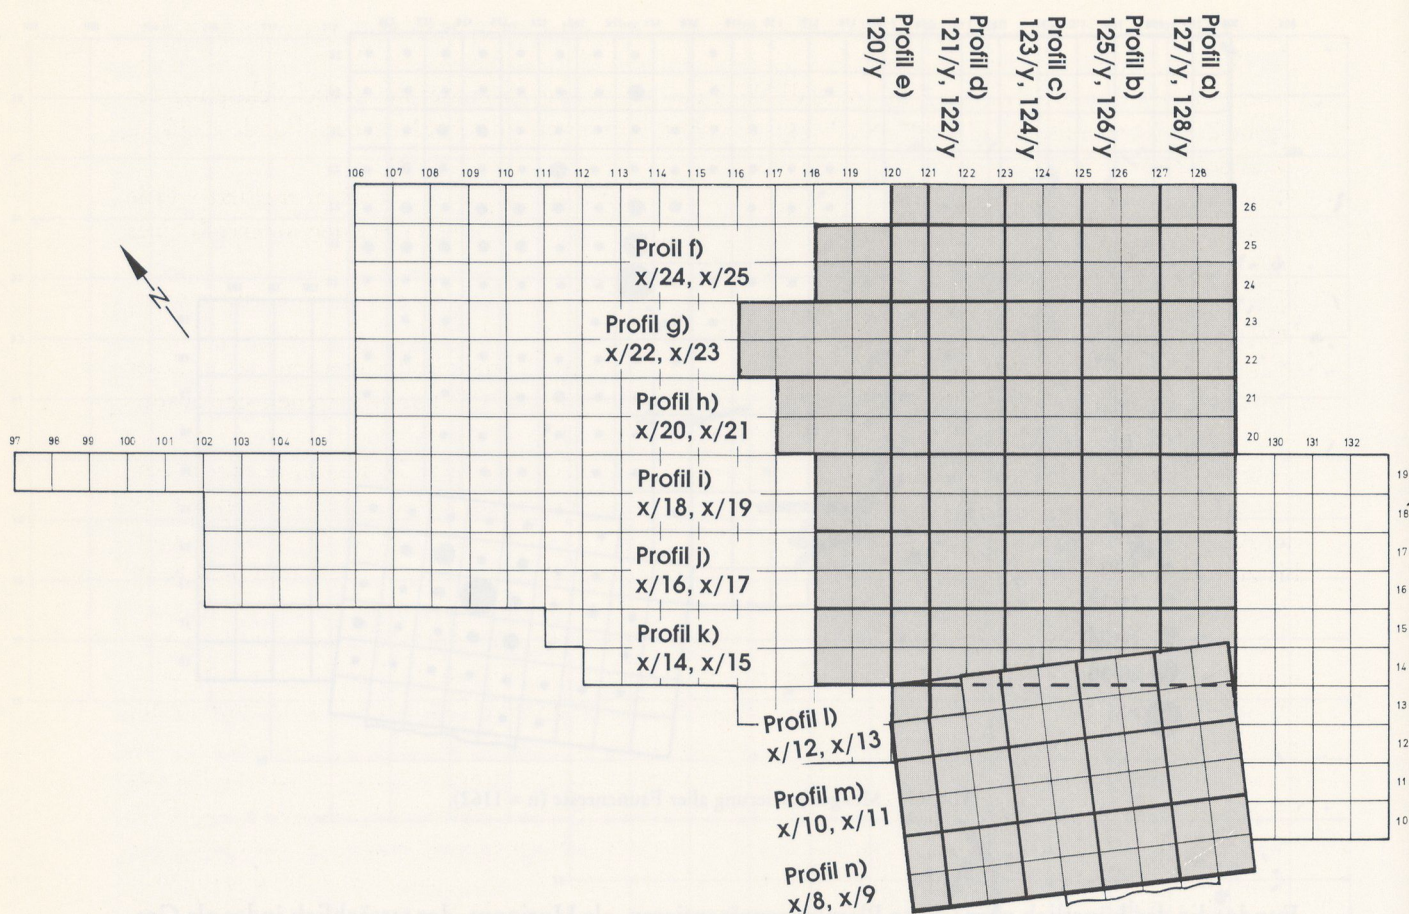 Profil a)
127/y, 128/y
Profil b)
125/y, 126/y
Profil c)
123/y, 124/y
Profil d)
121/y, 122/y
Profil e)
120/y
106 107 108 109 110 111 112 113 114 115 116 117 118 119 120 121 122 123 124 125 126 127 128
26
Proil f)
x/24, x/25
25
24
N
Profil g)
x/22, x/23
23
22
Profil h)
x/20, x/21
21
20 130 131 132
97 98 99 100 101 102 103 104 105
Profil i)
x/18, x/19
19
18
Profil j)
x/16, x/17
17
16
Profil k)
x/14, x/15
15
14
13
Profil l)
x/12, x/13
12
11
Profil m)
x/10, x/11
10
Profil n)
x/8, x/9